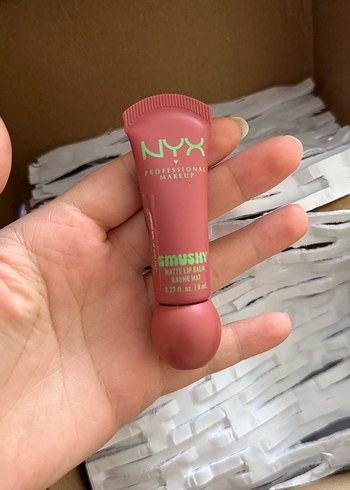 NYX
PROFESSIONAL
MAKEUP
SMUSHY
MATTE LIP BALM
BAUME MAT
0.27 fl. oz. | 8 mL